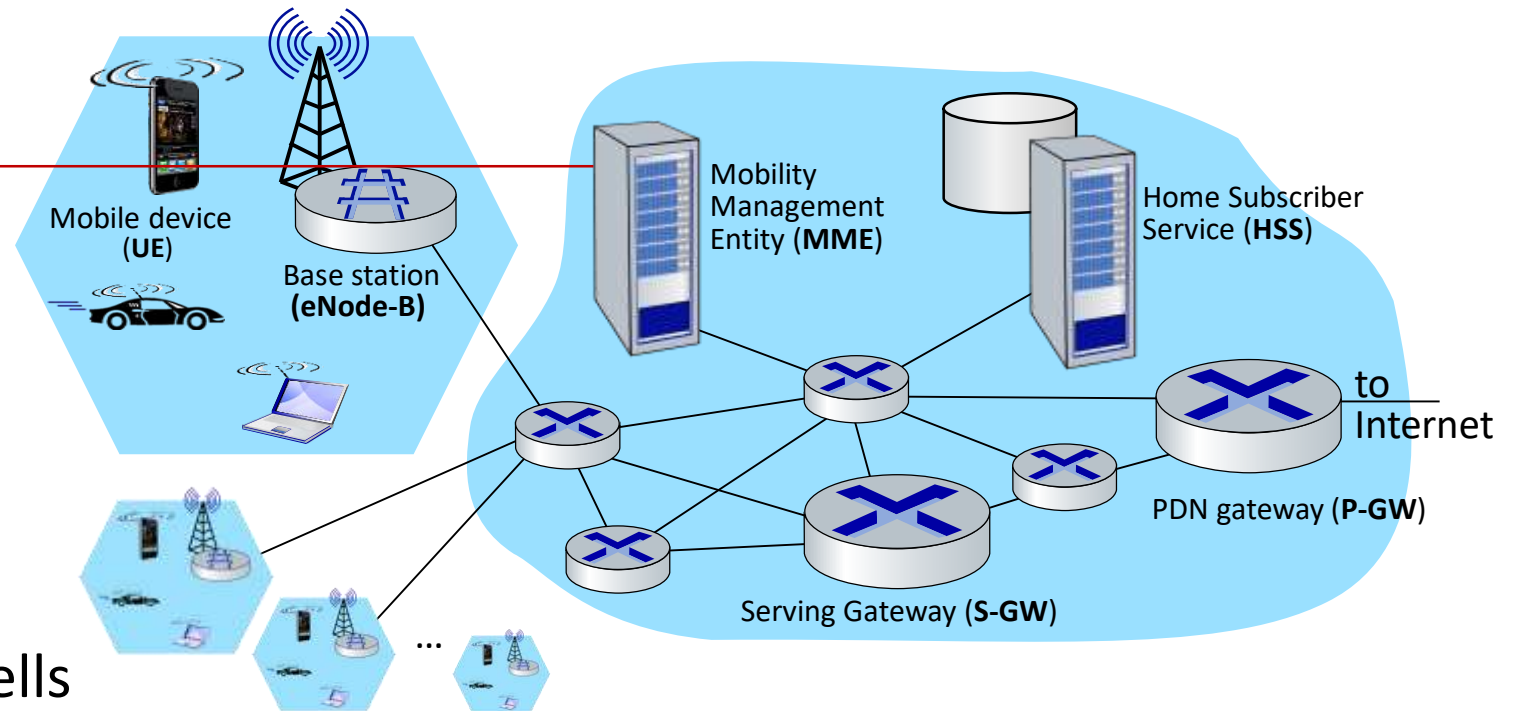 Mobile device
(UE)
Base station
(eNode-B)
Mobility
Management
Entity (MME)
Home Subscriber
Service (HSS)
to
Internet
PDN gateway (P-GW)
Serving Gateway (S-GW)
...
ells